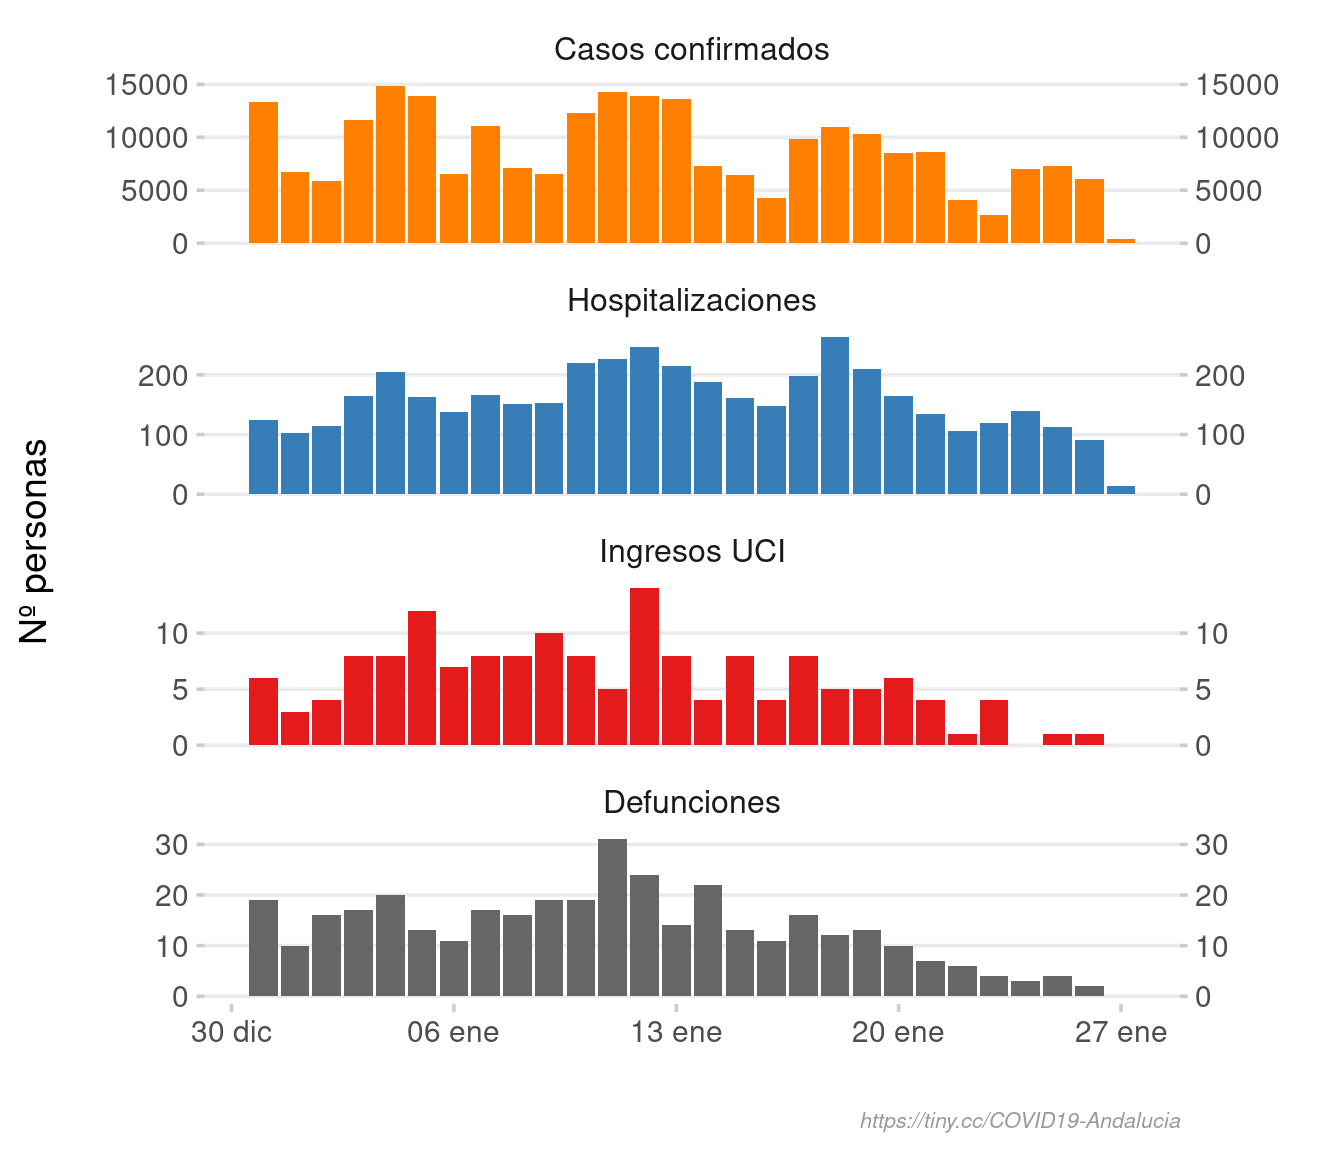 Casos confirmados
15000 15000
10000 10000
5000 5000
0 0
Hospitalizaciones
200 200
100 100
0 0
Ingresos UCI
10 10
5 5
0 0
Defunciones
30 30
20 20
10 10
0 0
30 dic 06 ene 13 ene 20 ene 27 ene
Nº personas
https://tiny.cc/COVID19-Andalucia